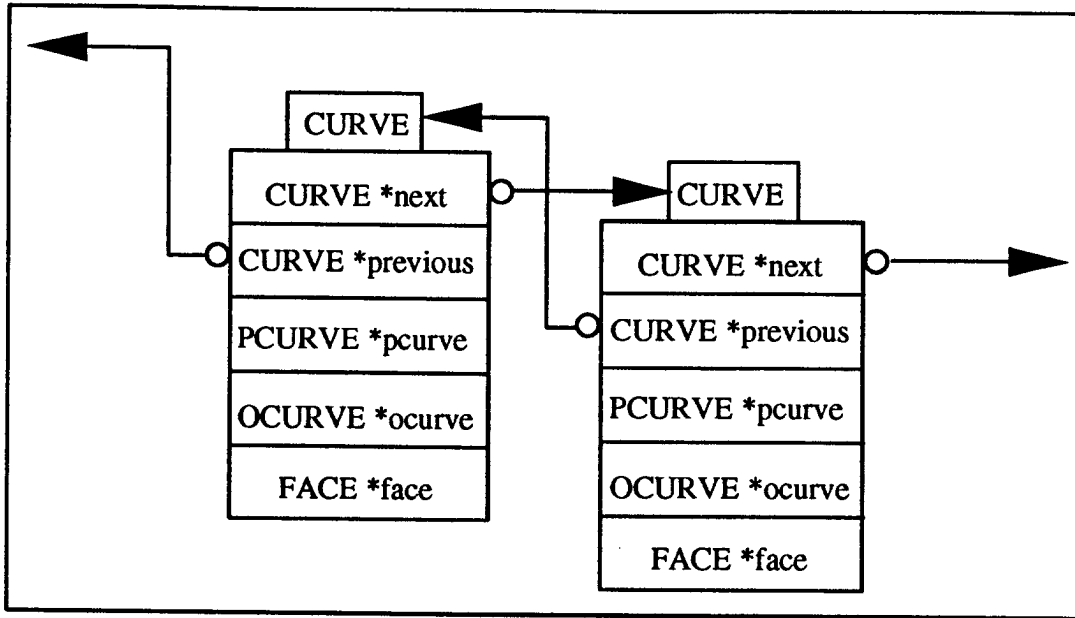 CURVE
CURVE *next
CURVE *previous
PCURVE *pcurve
OCURVE *ocurve
FACE *face
CURVE
CURVE *next
CURVE *previous
PCURVE *pcurve
OCURVE *ocurve
FACE *face